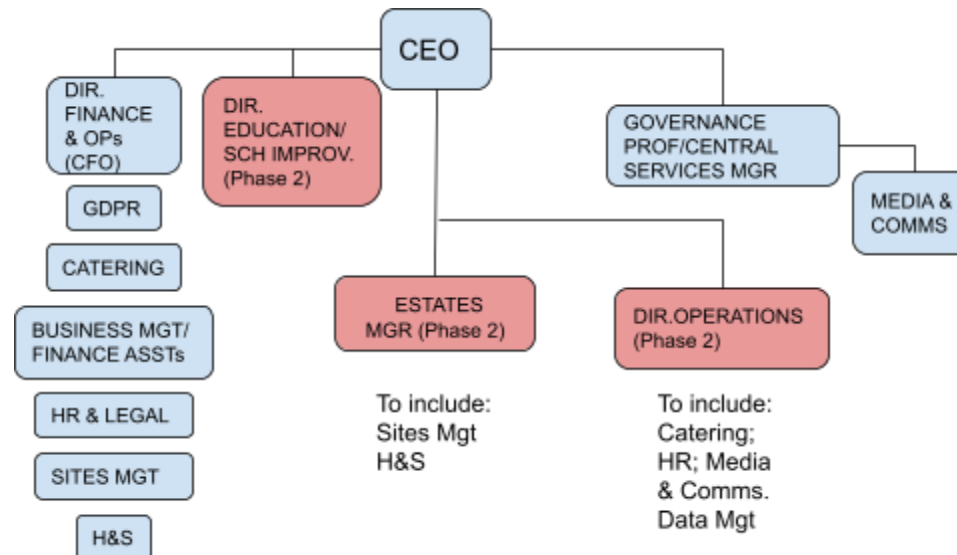 CEO
DIR.
FINANCE
& OPs
(CFO)
DIR.
EDUCATION/
SCH IMPROV.
(Phase 2)
GOVERNANCE
PROF/CENTRAL
SERVICES MGR
MEDIA &
COMMS
GDPR
CATERING
BUSINESS MGT/
FINANCE ASSTs
HR & LEGAL
SITES MGT
H&S
ESTATES
MGR (Phase 2)
To include:
Sites Mgt
H&S
DIR.OPERATIONS
(Phase 2)
To include:
Catering;
HR; Media
& Comms.
Data Mgt